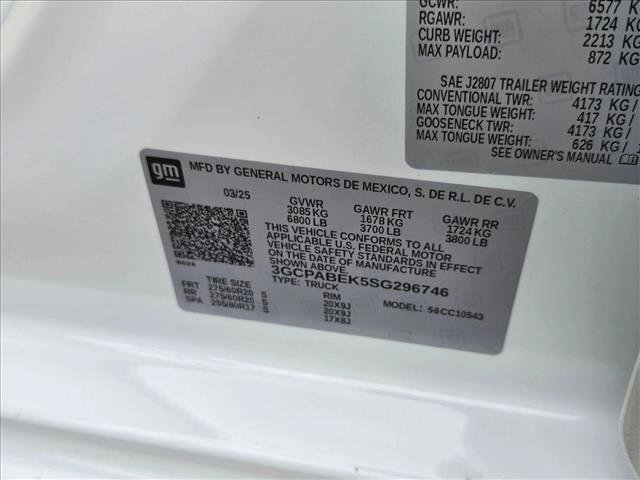 GCWR: 6577 K
RGAWR: 1724 KG
CURB WEIGHT: 2213 KG
MAX PAYLOAD: 872 KG
SAE J2807 TRAILER WEIGHT RATING
CONVENTIONAL TWR: 4173 KG /
MAX TONGUE WEIGHT: 417 KG /
GOOSENECK TWR: 4173 KG /
MAX TONGUE WEIGHT: 626 KG /
SEE OWNER'S MANUAL
gm
MFD BY GENERAL MOTORS DE MEXICO, S. DE R.L. DE C.V.
03/25 GVWR GAWR FRT GAWR RR
3085 KG 1678 KG 1724 KG
6800 LB 3700 LB 3800 LB
THIS VEHICLE CONFORMS TO ALL
APPLICABLE U.S. FEDERAL MOTOR
VEHICLE SAFETY STANDARDS IN EFFECT
ON THE DATE OF MANUFACTURE
SHOWN ABOVE.
3GCPABEK5SG296746
TYPE: TRUCK MODEL: 56CC10543
TIRE SIZE RIM
FRT 275/60R20 S 20X9J
RR 275/60R20 S 20X9J
SPA 255/80R17 S 17X8J